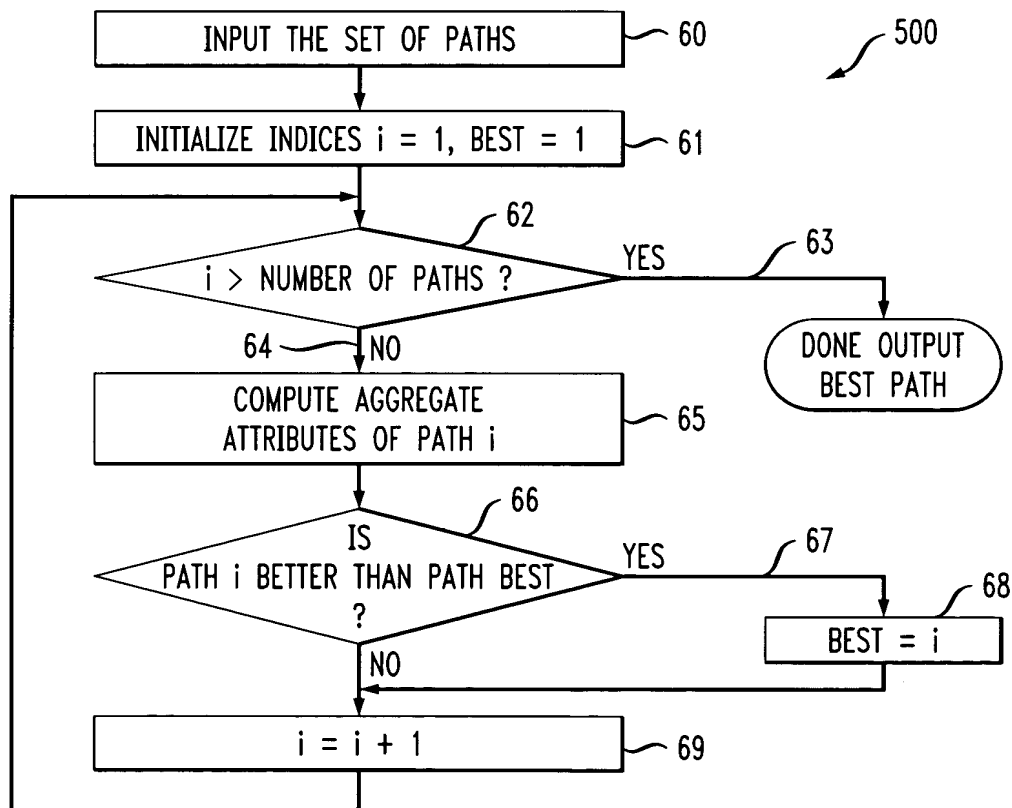 INPUT THE SET OF PATHS
60
500
INITIALIZE INDICES i = 1, BEST = 1
61
62
i > NUMBER OF PATHS ?
YES
63
64
NO
DONE OUTPUT
BEST PATH
COMPUTE AGGREGATE
ATTRIBUTES OF PATH i
65
66
IS
PATH i BETTER THAN PATH BEST
?
YES
67
68
BEST = i
NO
i = i + 1
69